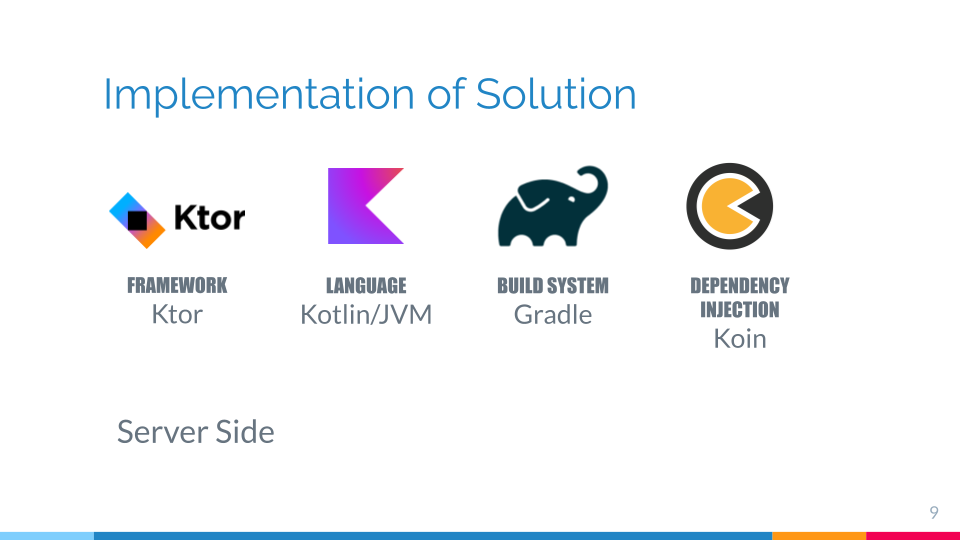 Implementation of Solution
Ktor
FRAMEWORK
Ktor
LANGUAGE
Kotlin/JVM
BUILD SYSTEM
Gradle
DEPENDENCY
INJECTION
Koin
Server Side
9